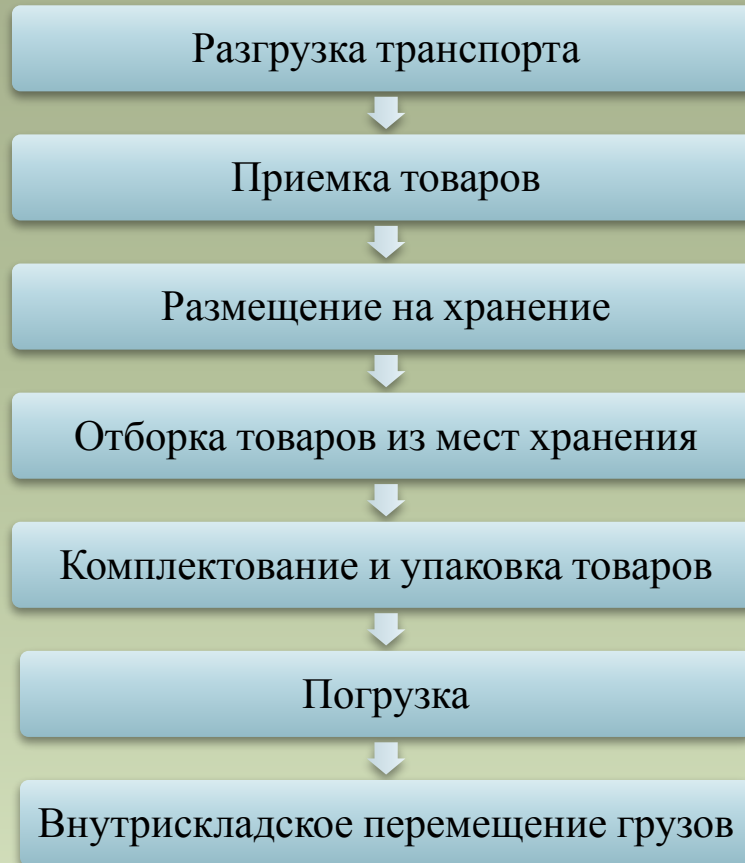 Разгрузка транспорта
Приемка товаров
Размещение на хранение
Отборка товаров из мест хранения
Комплектование и упаковка товаров
Погрузка
Внутрискладское перемещение грузов